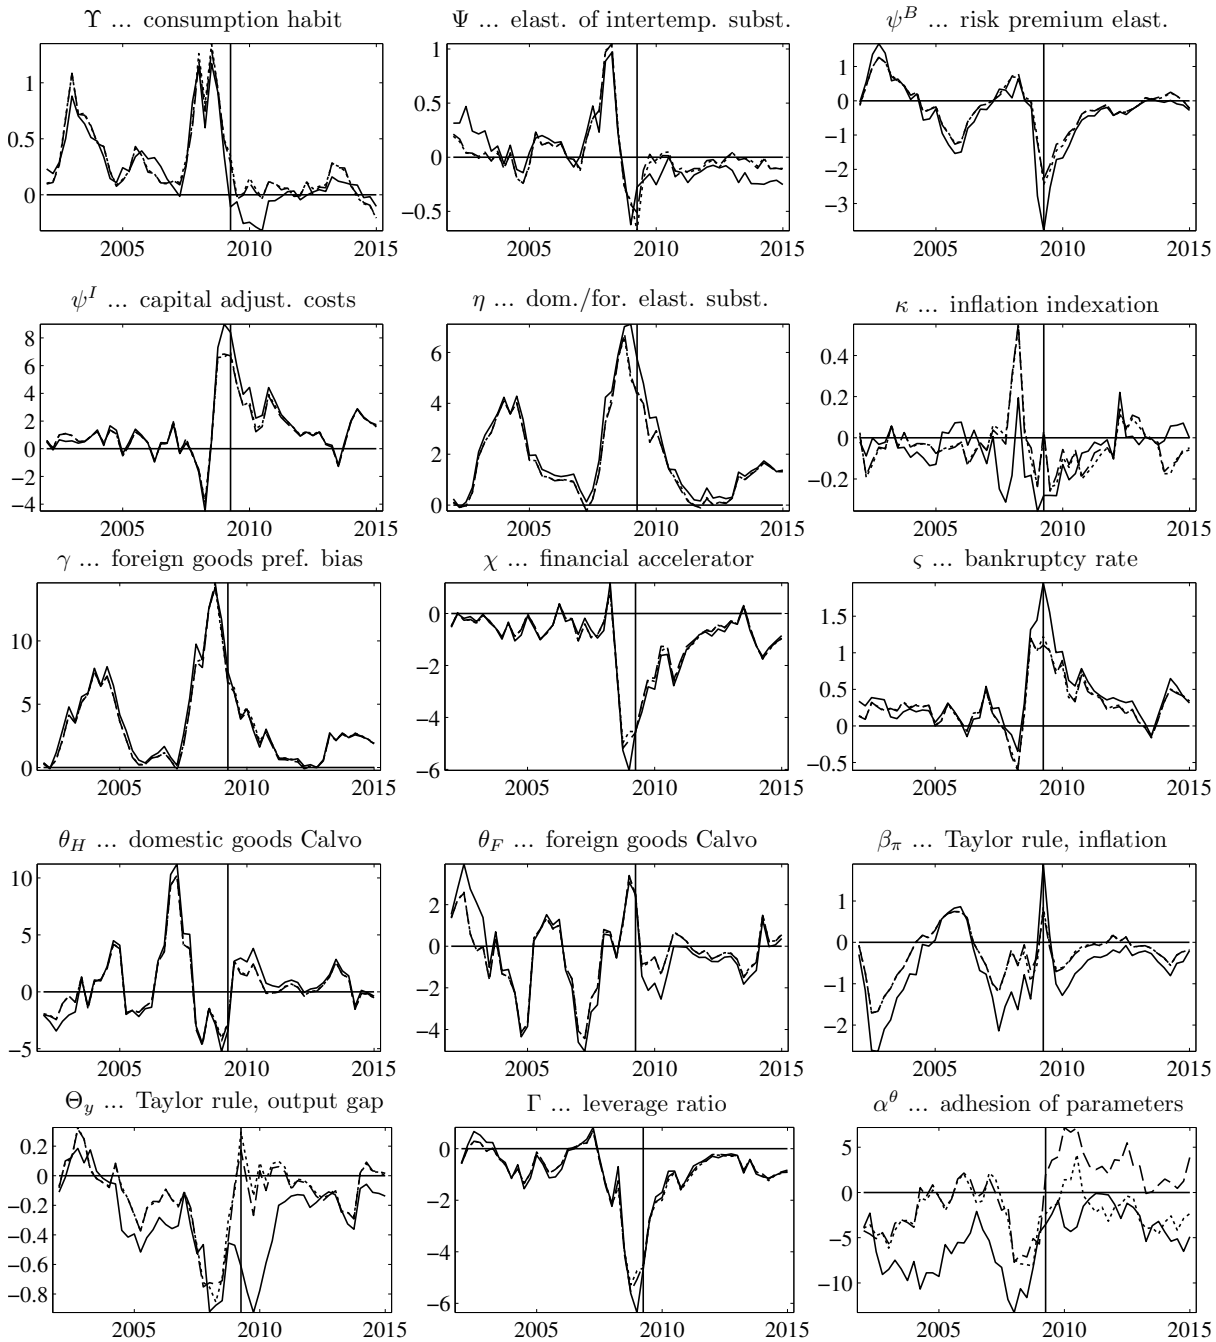 Υ ... consumption habit
Ψ ... elast. of intertemp. subst.
ψ^B ... risk premium elast.
1
0.5
0
2005 2010 2015
1
0.5
0
−0.5
2005 2010 2015
1
0
−1
−2
−3
2005 2010 2015
ψ^I ... capital adjust. costs
η ... dom./for. elast. subst.
κ ... inflation indexation
8
6
4
2
0
−2
−4
2005 2010 2015
6
4
2
0
2005 2010 2015
0.4
0.2
0
−0.2
2005 2010 2015
γ ... foreign goods pref. bias
χ ... financial accelerator
ς ... bankruptcy rate
10
5
0
2005 2010 2015
0
−2
−4
−6
2005 2010 2015
1.5
1
0.5
0
−0.5
2005 2010 2015
θ_H ... domestic goods Calvo
θ_F ... foreign goods Calvo
β_π ... Taylor rule, inflation
10
5
0
−5
2005 2010 2015
2
0
−2
−4
2005 2010 2015
1
0
−1
−2
2005 2010 2015
Θ_y ... Taylor rule, output gap
Γ ... leverage ratio
α^θ ... adhesion of parameters
0.2
0
−0.2
−0.4
−0.6
−0.8
2005 2010 2015
0
−2
−4
−6
2005 2010 2015
5
0
−5
−10
2005 2010 2015